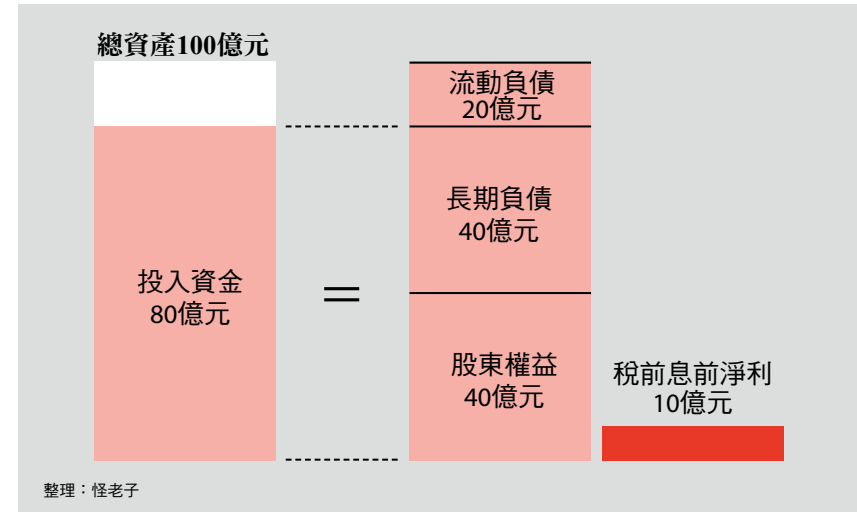 總資產100億元
流動負債
20億元
長期負債
40億元
投入資金
80億元
=
股東權益
40億元
稅前息前淨利
10億元
整理：怪老子